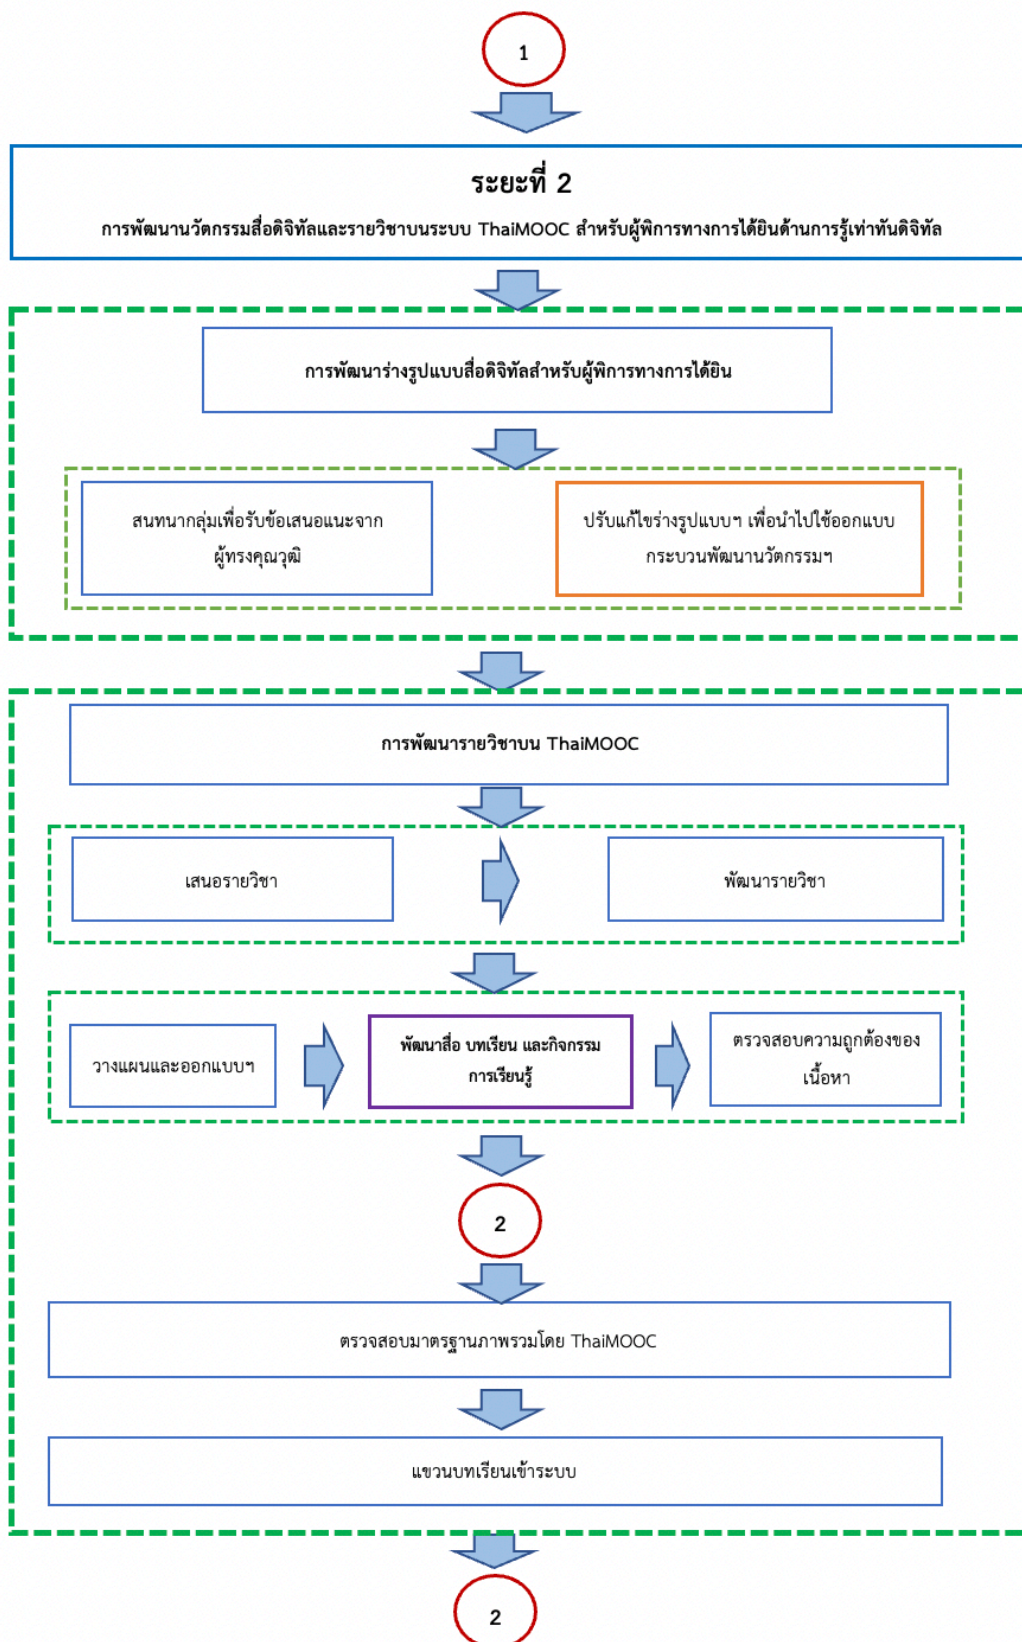 1
ระยะที่ 2
การพัฒนานวัตกรรมสื่อดิจิทัลและรายวิชาบนระบบ ThaiMOOC สำหรับผู้พิการทางการได้ยินด้านการรู้เท่าทันดิจิทัล
การพัฒนาร่างรูปแบบสื่อดิจิทัลสำหรับผู้พิการทางการได้ยิน
สนทนากลุ่มเพื่อรับข้อเสนอแนะจาก
ผู้ทรงคุณวุฒิ
ปรับแก้ไขร่างรูปแบบฯ เพื่อนำไปใช้ออกแบบ
กระบวนพัฒนานวัตกรรมฯ
การพัฒนารายวิชาบน ThaiMOOC
เสนอรายวิชา
พัฒนารายวิชา
วางแผนและออกแบบฯ
พัฒนาสื่อ บทเรียน และกิจกรรม
การเรียนรู้
ตรวจสอบความถูกต้องของ
เนื้อหา
2
ตรวจสอบมาตรฐานภาพรวมโดย ThaiMOOC
แขวนบทเรียนเข้าระบบ
2